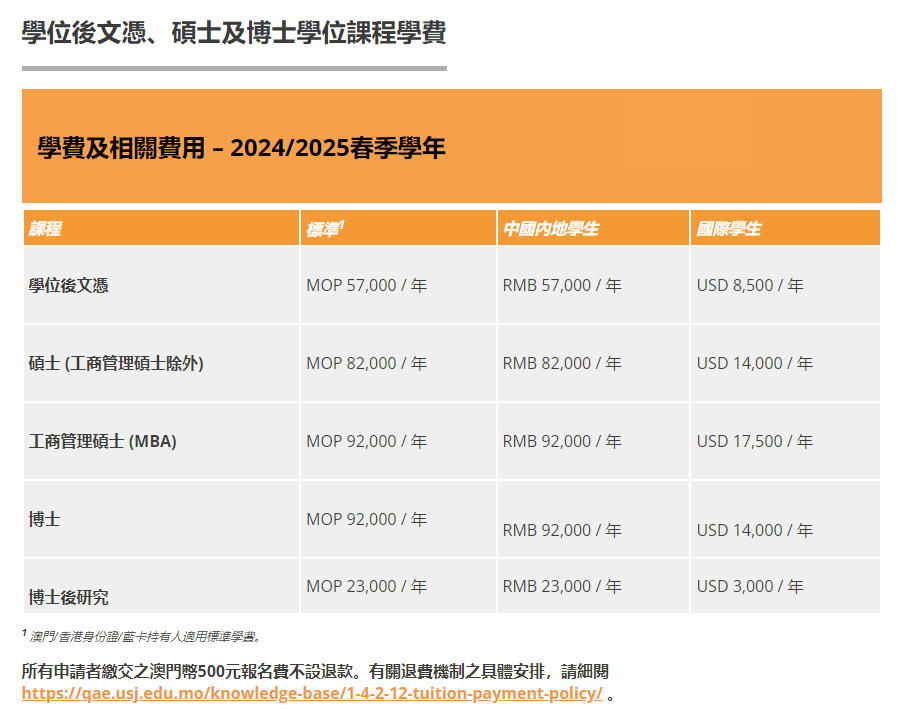 學位後文憑、碩士及博士學位課程學費
學費及相關費用 – 2024/2025春季學年
課程 標準1 中國內地學生 國際學生
學位後文憑 MOP 57,000 / 年 RMB 57,000 / 年 USD 8,500 / 年
碩士 (工商管理碩士除外) MOP 82,000 / 年 RMB 82,000 / 年 USD 14,000 / 年
工商管理碩士 (MBA) MOP 92,000 / 年 RMB 92,000 / 年 USD 17,500 / 年
博士 MOP 92,000 / 年 RMB 92,000 / 年 USD 14,000 / 年
博士後研究 MOP 23,000 / 年 RMB 23,000 / 年 USD 3,000 / 年
1 澳門/香港身份證/藍卡持有人適用標準學費。
所有申請者繳交之澳門幣500元報名費不設退款。有關退費機制之具體安排，請細閱
https://qae.usj.edu.mo/knowledge-base/1-4-2-12-tuition-payment-policy/ 。